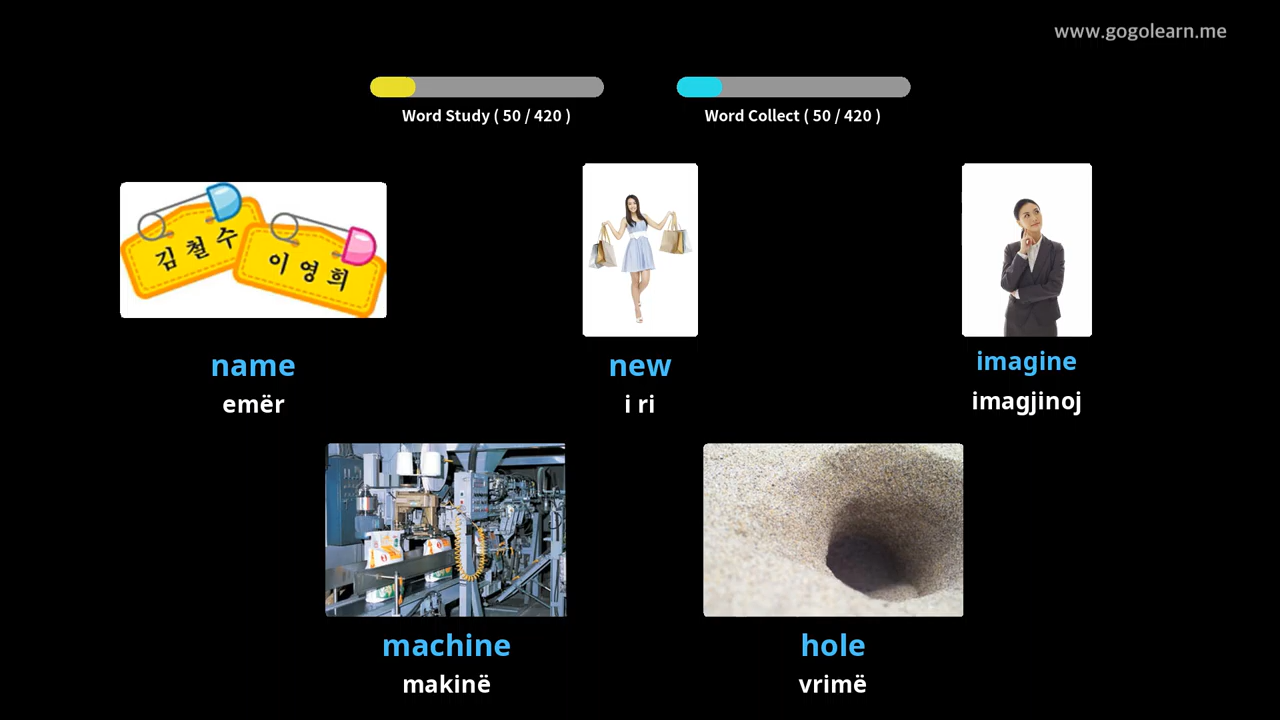 www.gogolearn.me
Word Study ( 50 / 420 )
Word Collect ( 50 / 420 )
김철수
이영희
name
emër
new
i ri
imagine
imagjinoj
machine
makinë
hole
vrimë